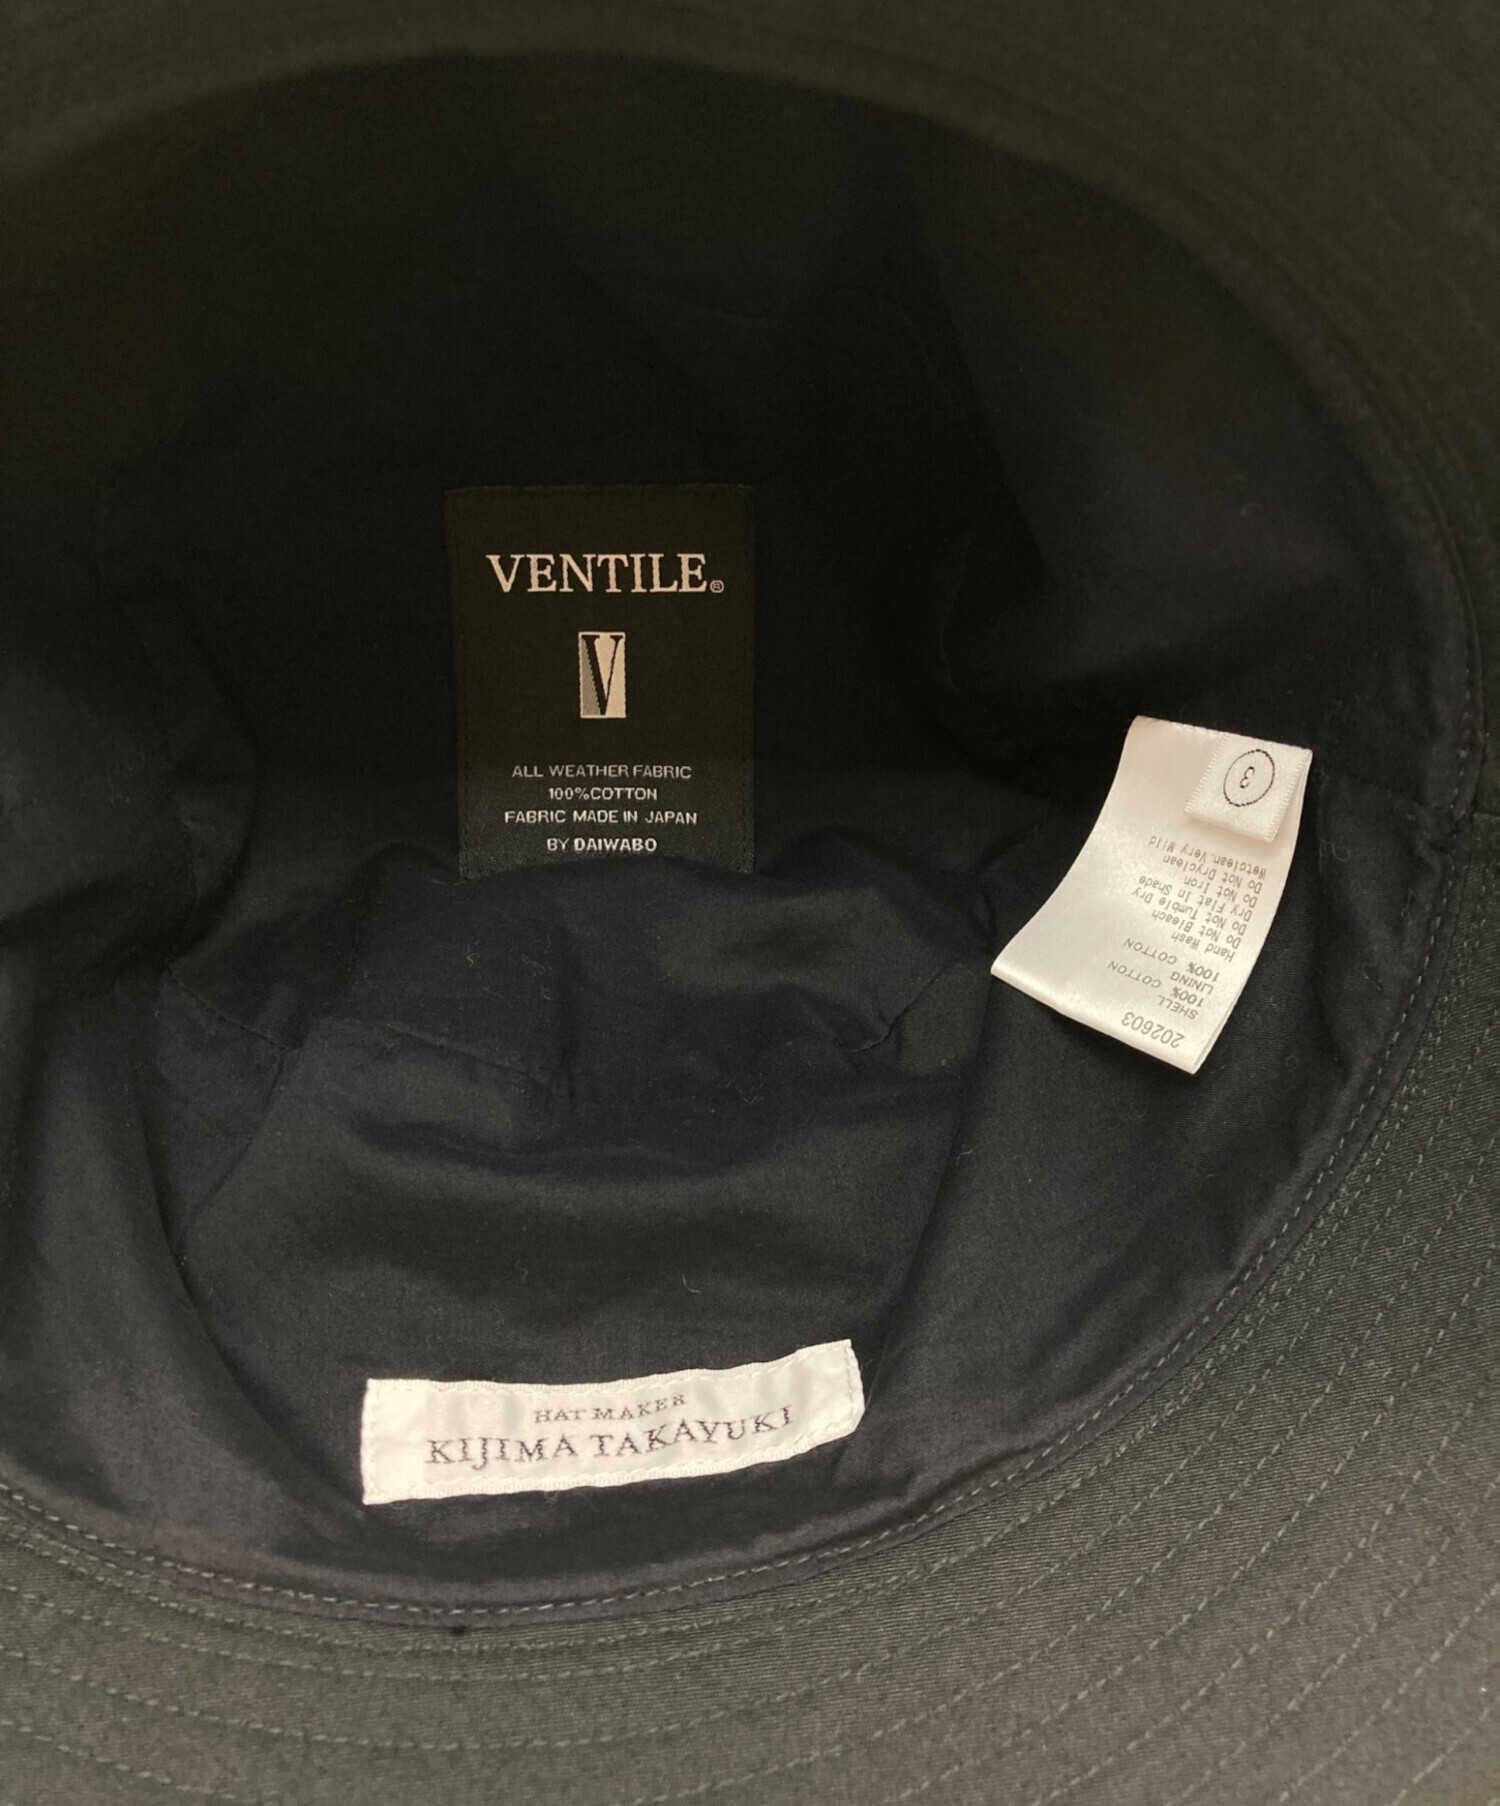 VENTILE®
V
ALL WEATHER FABRIC
100%COTTON
FABRIC MADE IN JAPAN
BY DAIWABO
3
202603
SHELL
100% COTTON
LINING
100% COTTON
Hand Wash
Do Not Bleach
Do Not Tumble Dry
Dry Flat In Shade
Do Not Iron
Do Not Dryclean
Wetclean. Very Mild
HAT MAKER
KIJIMA TAKAYUKI